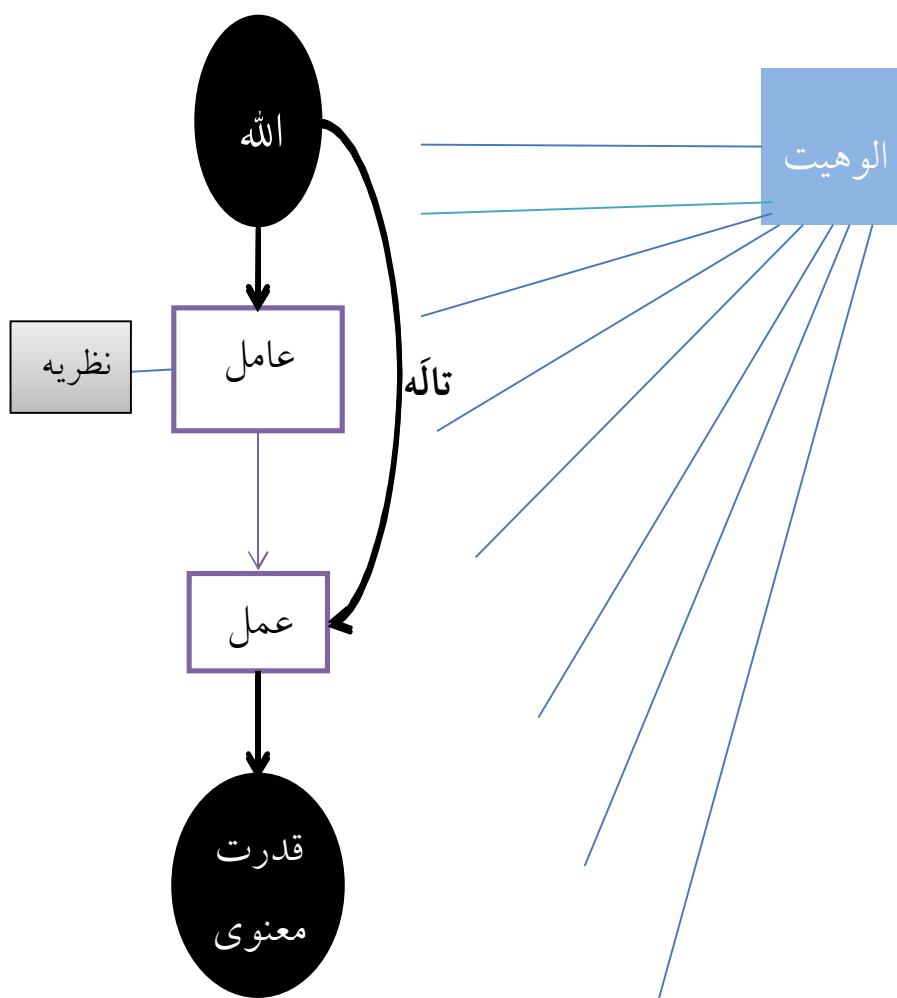 الله
الوهیت
عامل
نظریه
تالَه
عمل
قدرت
معنوی